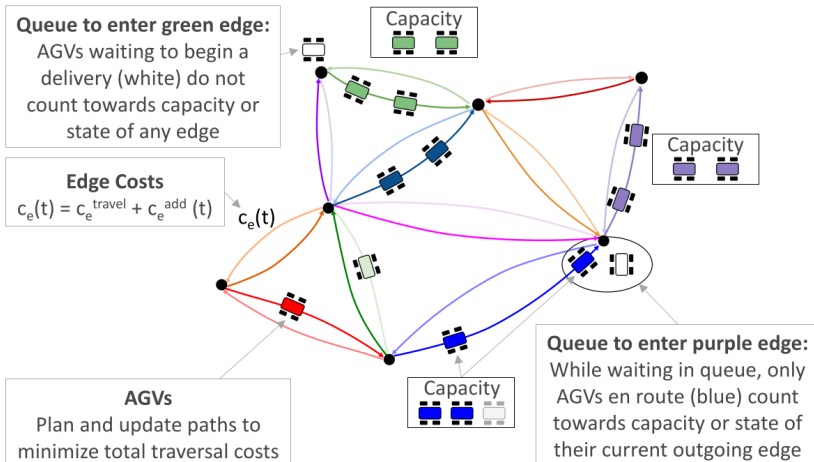 Queue to enter green edge:
AGVs waiting to begin a
delivery (white) do not
count towards capacity or
state of any edge
Capacity
Capacity
Edge Costs
cₑ(t) = cₑᵗʳᵃᵛᵉˡ + cₑᵃᵈᵈ (t)
cₑ(t)
AGVs
Plan and update paths to
minimize total traversal costs
Capacity
Queue to enter purple edge:
While waiting in queue, only
AGVs en route (blue) count
towards capacity or state of
their current outgoing edge